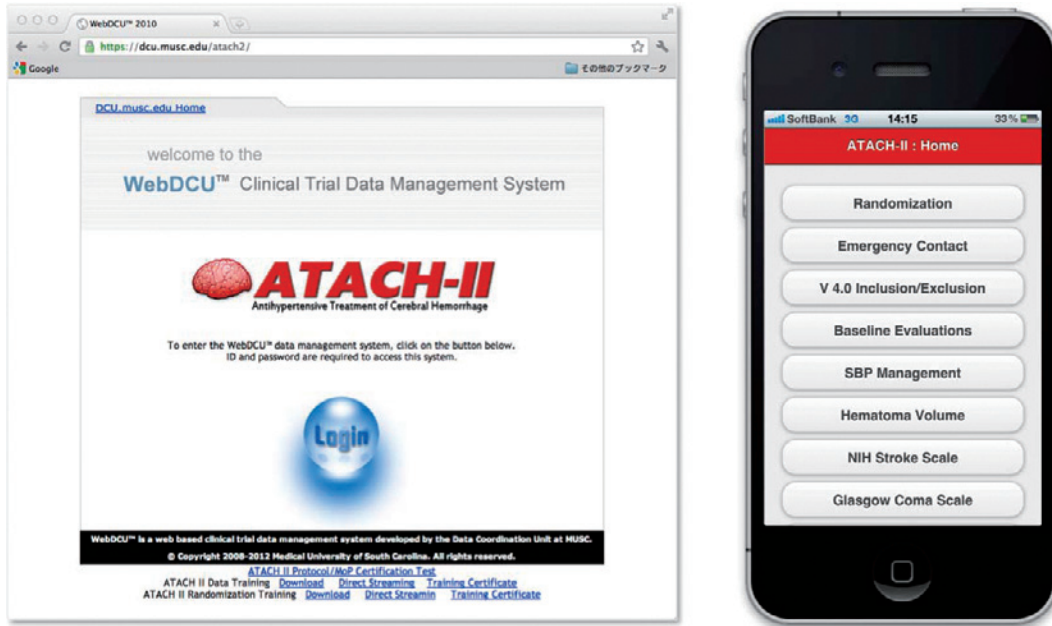 WebDCU™ 2010
https://dcu.musc.edu/atach2/
Google
その他のブックマーク
DCU.musc.edu Home
welcome to the
WebDCU™ Clinical Trial Data Management System
ATACH-II
Antihypertensive Treatment of Cerebral Hemorrhage
To enter the WebDCU™ data management system, click on the button below.
ID and password are required to access this system.
Login
WebDCU™ is a web based clinical trial data management system developed by the Data Coordination Unit at MUSC.
© Copyright 2008-2012 Medical University of South Carolina. All rights reserved.
ATACH II Protocol/MoP Certification Test
ATACH II Data Training Download Direct Streaming Training Certificate
ATACH II Randomization Training Download Direct Streamin Training Certificate
SoftBank 3G 14:15 33%
ATACH-II : Home
Randomization
Emergency Contact
V 4.0 Inclusion/Exclusion
Baseline Evaluations
SBP Management
Hematoma Volume
NIH Stroke Scale
Glasgow Coma Scale